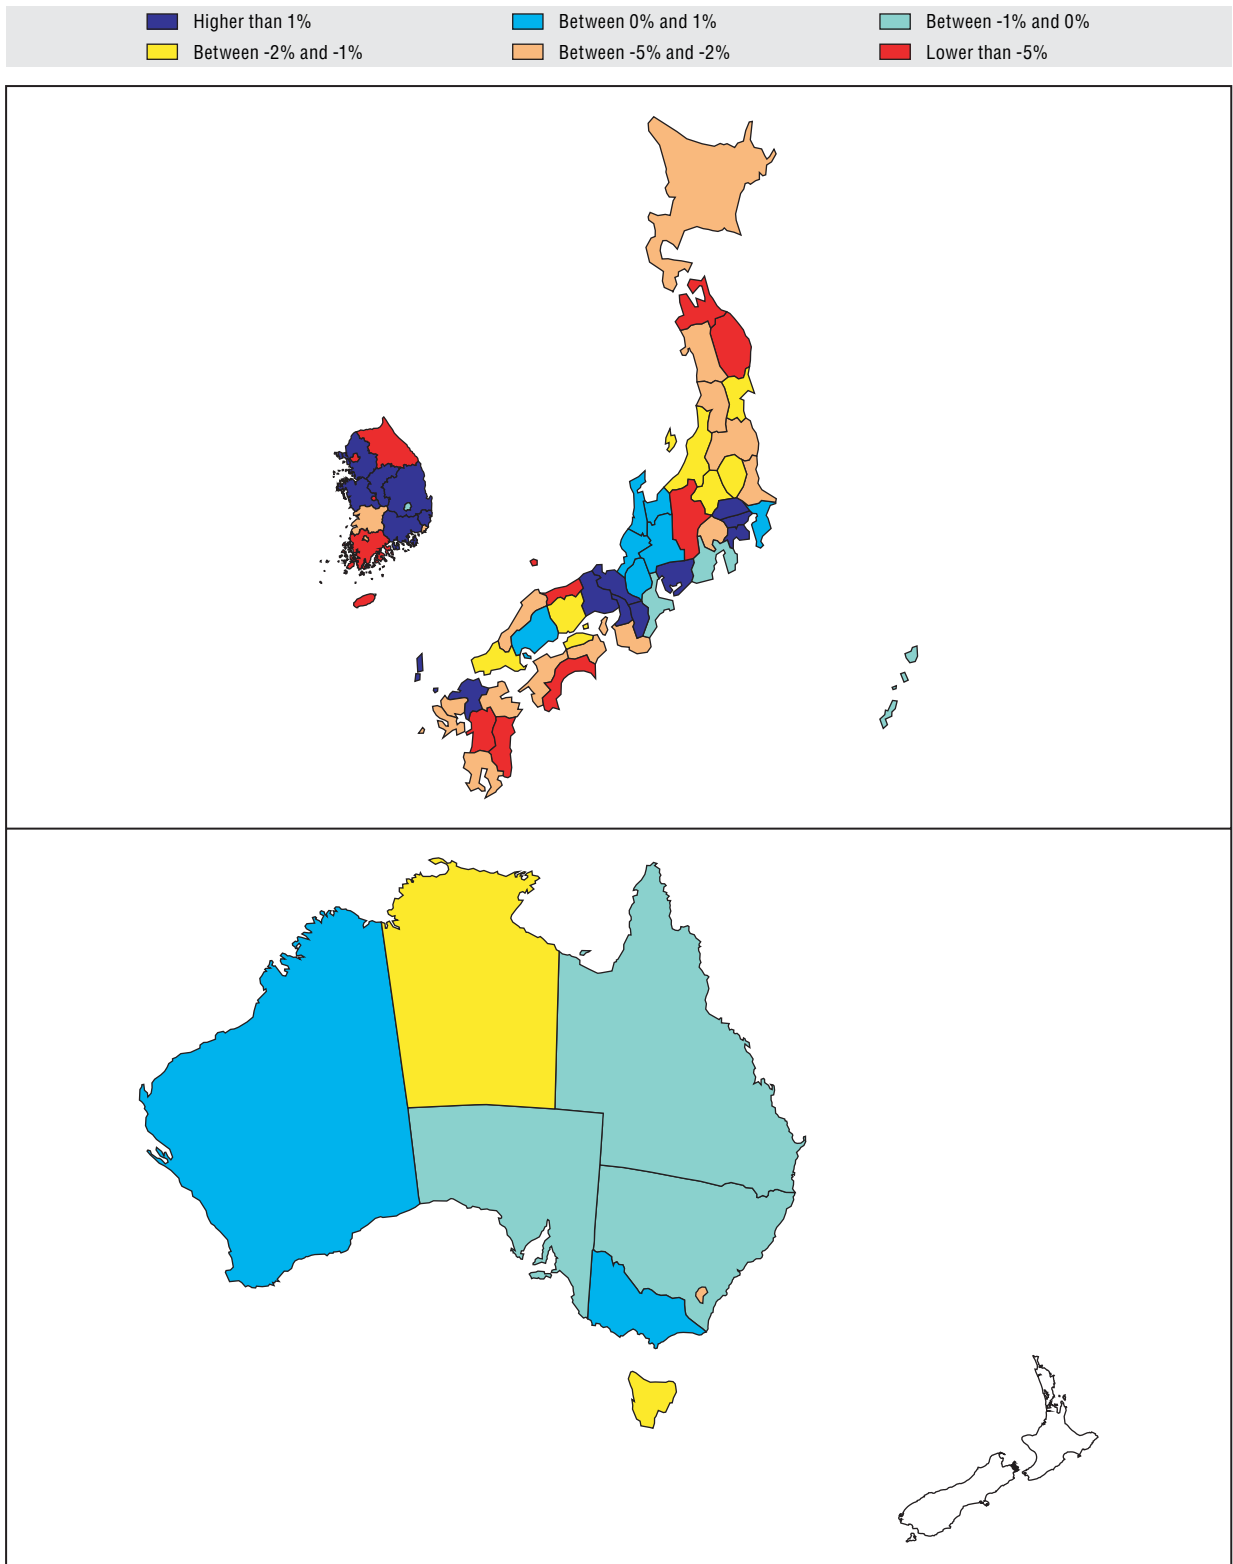 Higher than 1% Between 0% and 1% Between -1% and 0%
Between -2% and -1% Between -5% and -2% Lower than -5%